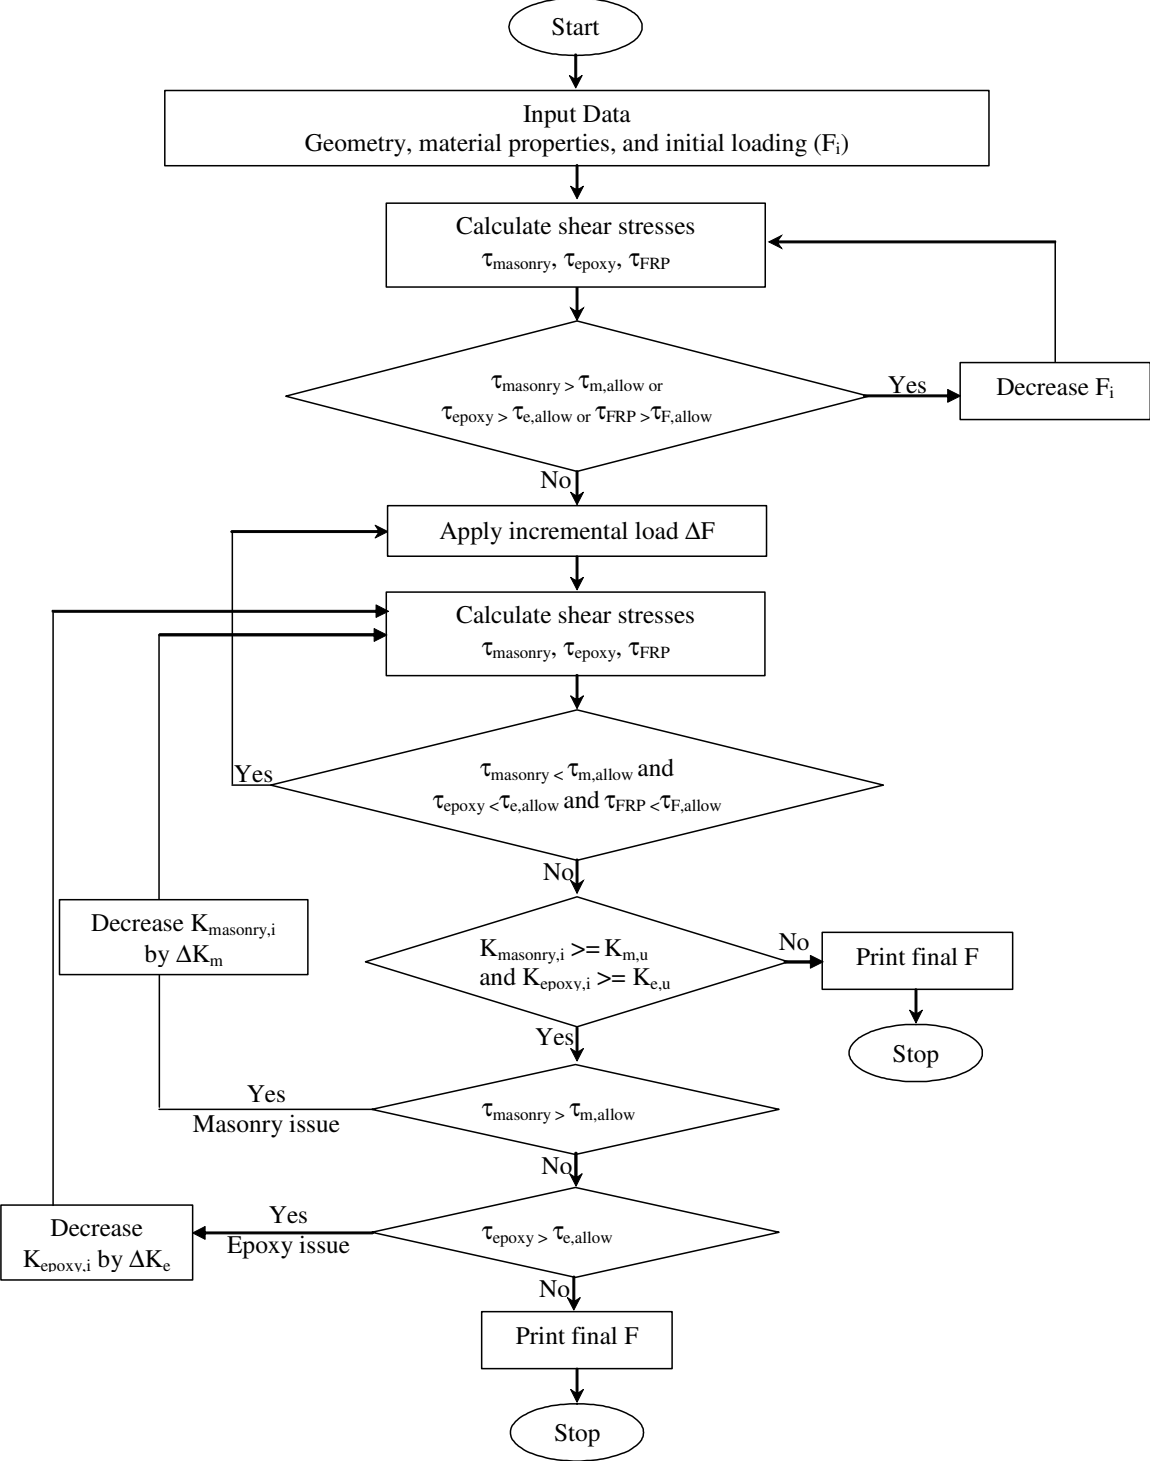 Start
Input Data
Geometry, material properties, and initial loading (Fᵢ)
Calculate shear stresses
τmasonry, τepoxy, τFRP
τmasonry > τm,allow or
τepoxy > τe,allow or τFRP >τF,allow
Yes
Decrease Fᵢ
No
Apply incremental load ΔF
Calculate shear stresses
τmasonry, τepoxy, τFRP
τmasonry < τm,allow and
τepoxy <τe,allow and τFRP <τF,allow
Yes
No
Decrease Kmasonry,i
by ΔKm
Kmasonry,i >= Km,u
and Kepoxy,i >= Ke,u
No
Print final F
Stop
Yes
τmasonry > τm,allow
Yes
Masonry issue
No
τepoxy > τe,allow
Yes
Epoxy issue
Decrease
Kepoxy,i by ΔKe
No
Print final F
Stop